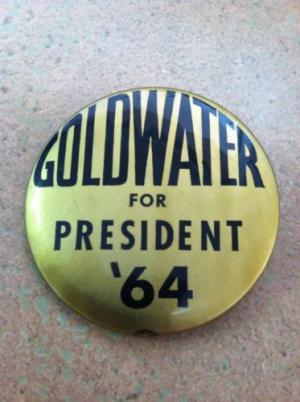 GOLDWATER
FOR
PRESIDENT
'64